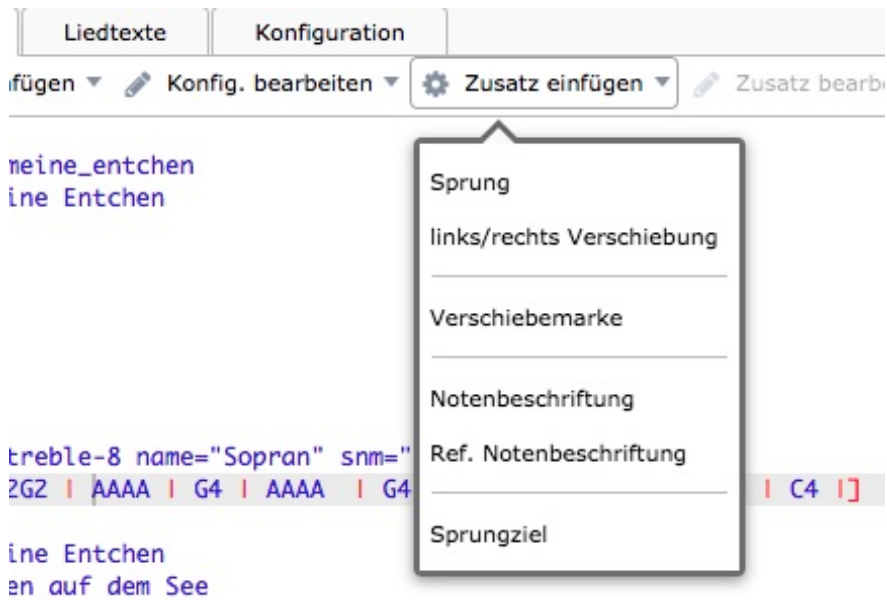 Liedtexte Konfiguration
fügen Konfig. bearbeiten Zusatz einfügen Zusatz bearb
meine_entchen
ine Entchen
Sprung
links/rechts Verschiebung
Verschiebemarke
Notenbeschriftung
Ref. Notenbeschriftung
Sprungziel
treble-8 name="Sopran" snm="
2G2 | AAAA | G4 | AAAA | G4 | C4 |]
ine Entchen
en auf dem See